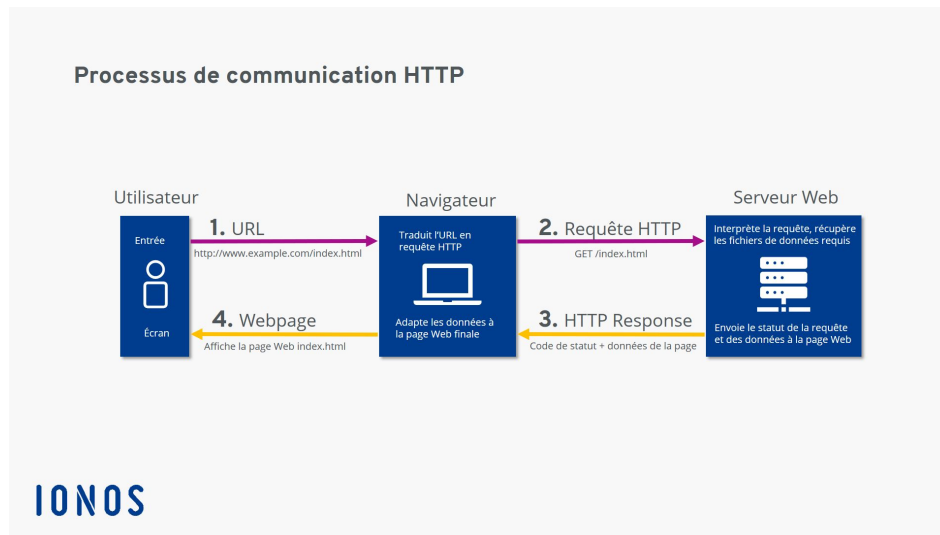 Processus de communication HTTP
Utilisateur
Navigateur
Serveur Web
Entrée
Écran
1. URL
http://www.example.com/index.html
4. Webpage
Affiche la page Web index.html
Traduit l'URL en
requête HTTP
Adapte les données à
la page Web finale
2. Requête HTTP
GET /index.html
3. HTTP Response
Code de statut + données de la page
Interprète la requête, récupère
les fichiers de données requis
Envoie le statut de la requête
et des données à la page Web
IONOS